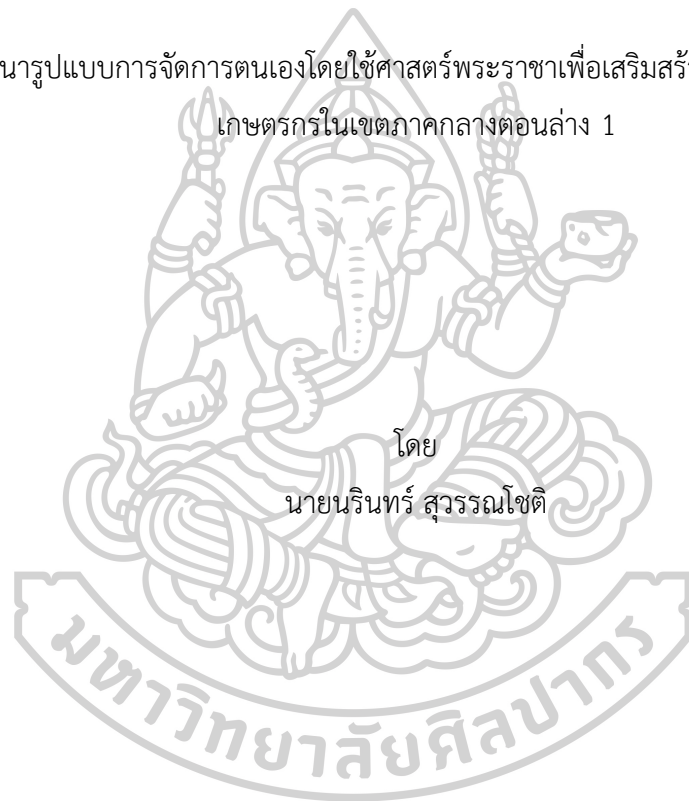 นารูปแบบการจัดการตนเองโดยใช้ศาสตร์พระราชาเพื่อเสริมสร้
เกษตรกรในเขตภาคกลางตอนล่าง 1
โดย
นายนรินทร์ สุวรรณโชติ
มหาวิทยาลัยศิลปากร